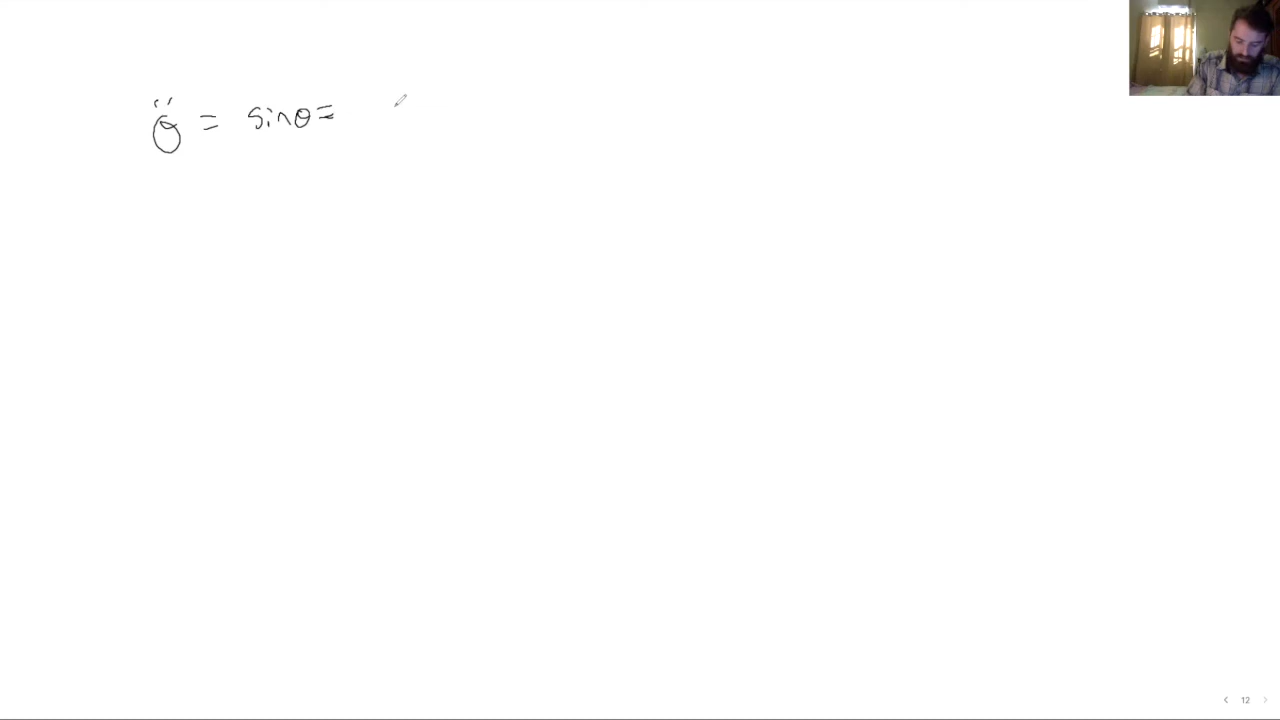 θ̈ = sinθ=
12